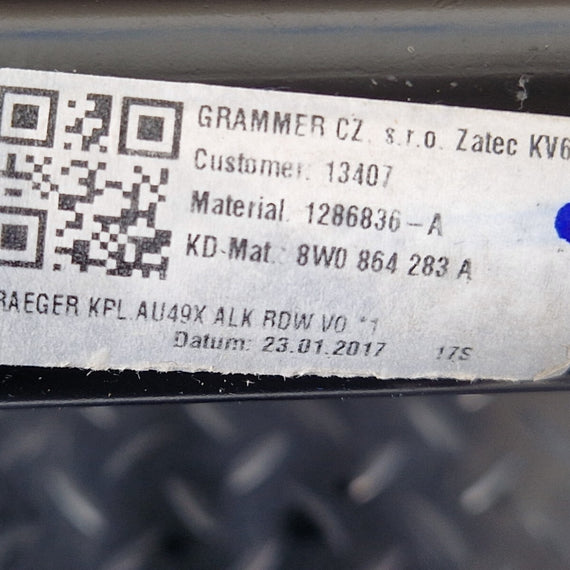 GRAMMER CZ, s.r.o. Zatec KV6
Customer: 13407
Material: 1286836-A
KD-Mat.: 8W0 864 283 A
RAEGER KPL.AU49X ALK RDW V0 *1
Datum: 23.01.2017 17S